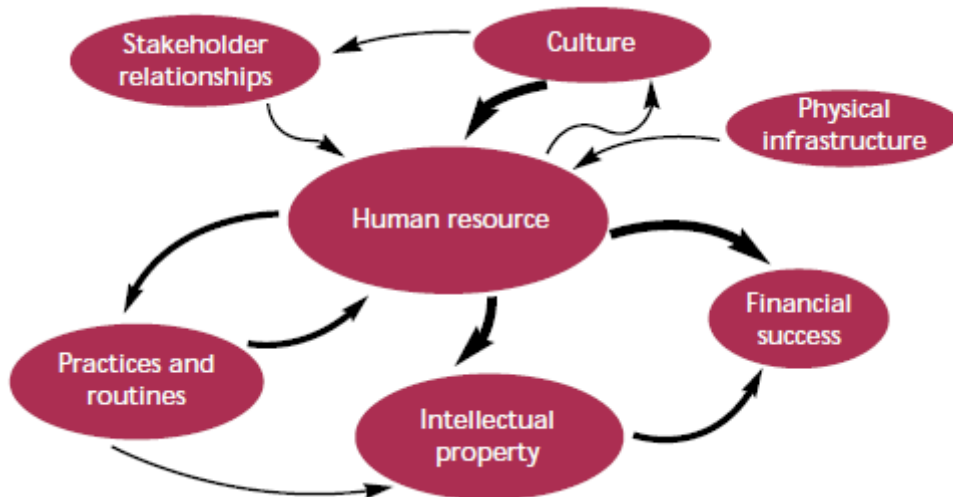 Stakeholder
relationships
Culture
Physical
infrastructure
Human resource
Financial
success
Practices and
routines
Intellectual
property